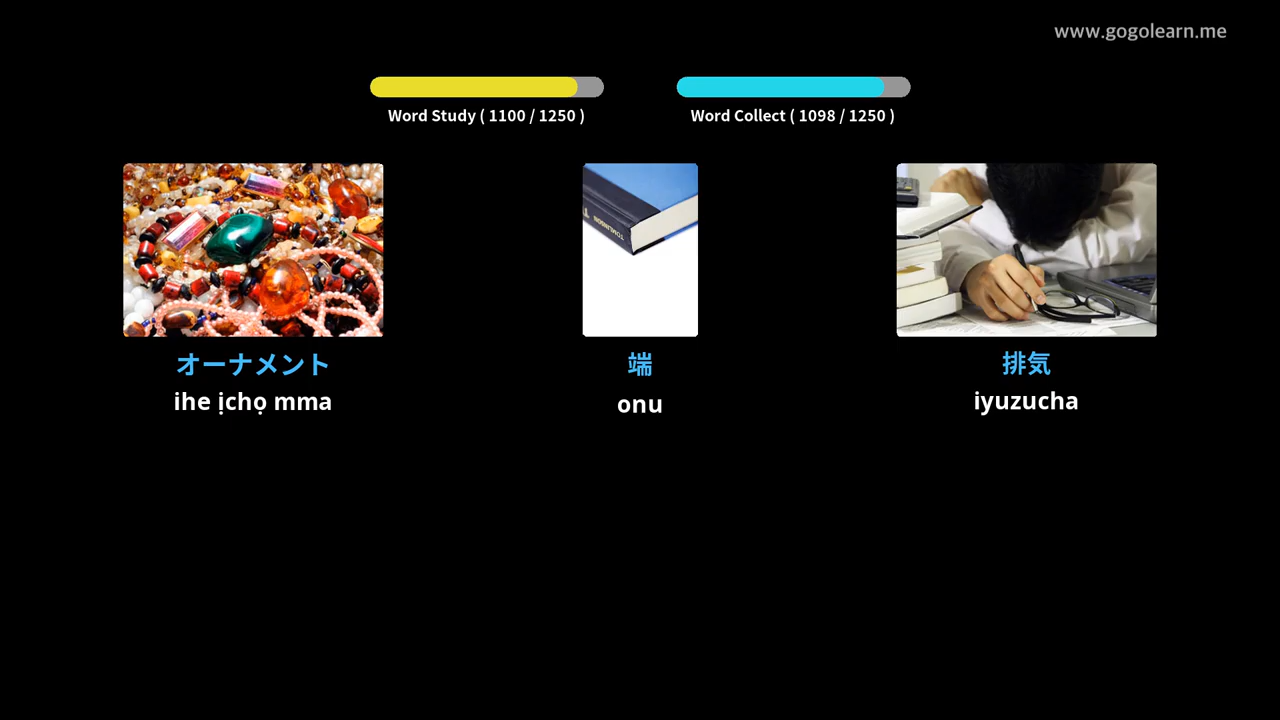 www.gogolearn.me
Word Study ( 1100 / 1250 )
Word Collect ( 1098 / 1250 )
TOMLINSON
オーナメント
端
排気
ihe ịchọ mma
onu
iyuzucha